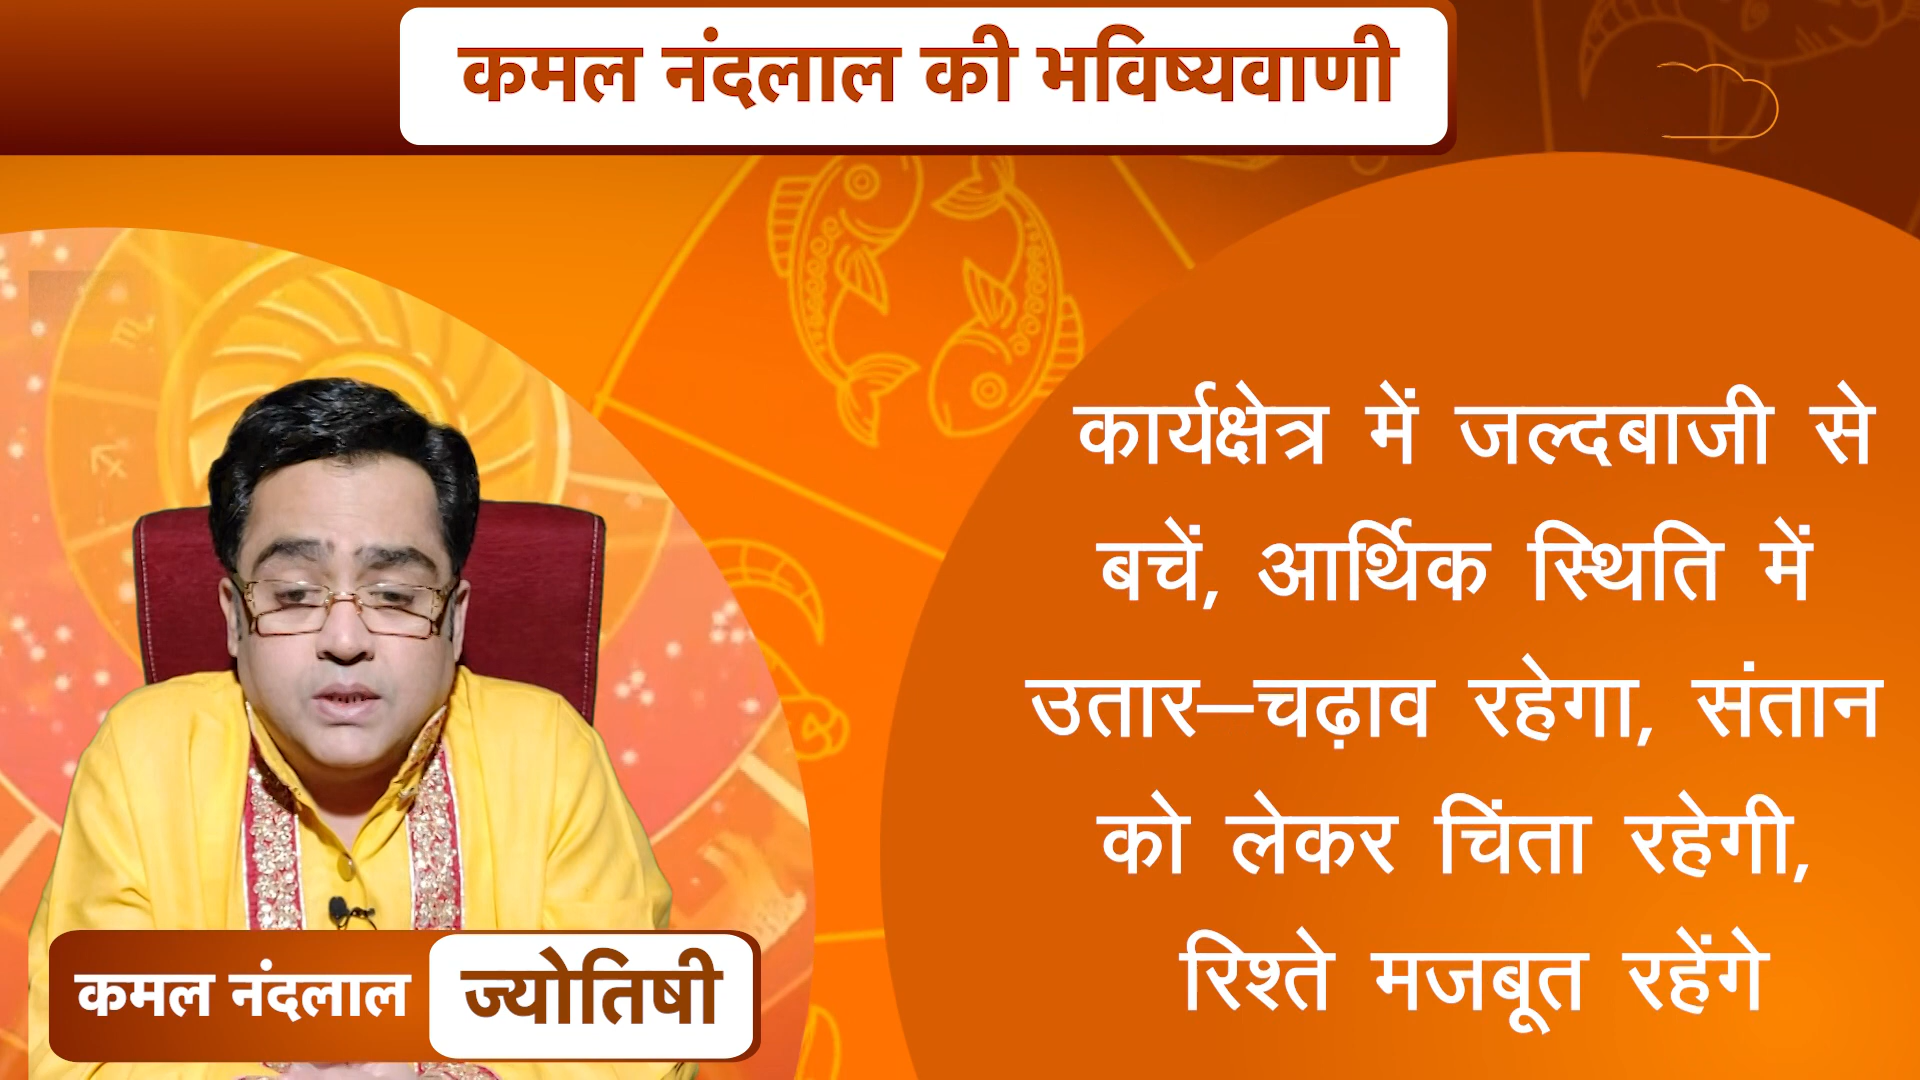 कमल नंदलाल की भविष्यवाणी
कार्यक्षेत्र में जल्दबाजी से
बचें, आर्थिक स्थिति में
उतार–चढ़ाव रहेगा, संतान
को लेकर चिंता रहेगी,
रिश्ते मजबूत रहेंगे
कमल नंदलाल ज्योतिषी